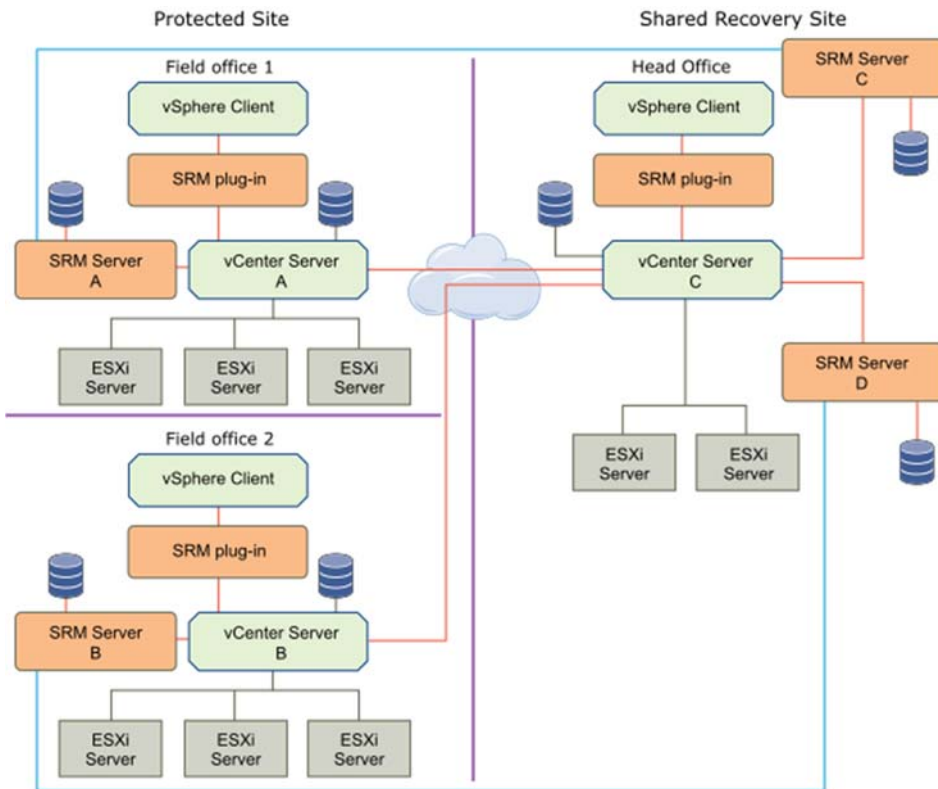 Protected Site
Shared Recovery Site
Field office 1
Head Office
SRM Server
C
vSphere Client
vSphere Client
SRM plug-in
SRM plug-in
SRM Server
A
vCenter Server
A
vCenter Server
C
ESXi
Server
ESXi
Server
ESXi
Server
SRM Server
D
Field office 2
vSphere Client
ESXi
Server
ESXi
Server
SRM plug-in
SRM Server
B
vCenter Server
B
ESXi
Server
ESXi
Server
ESXi
Server